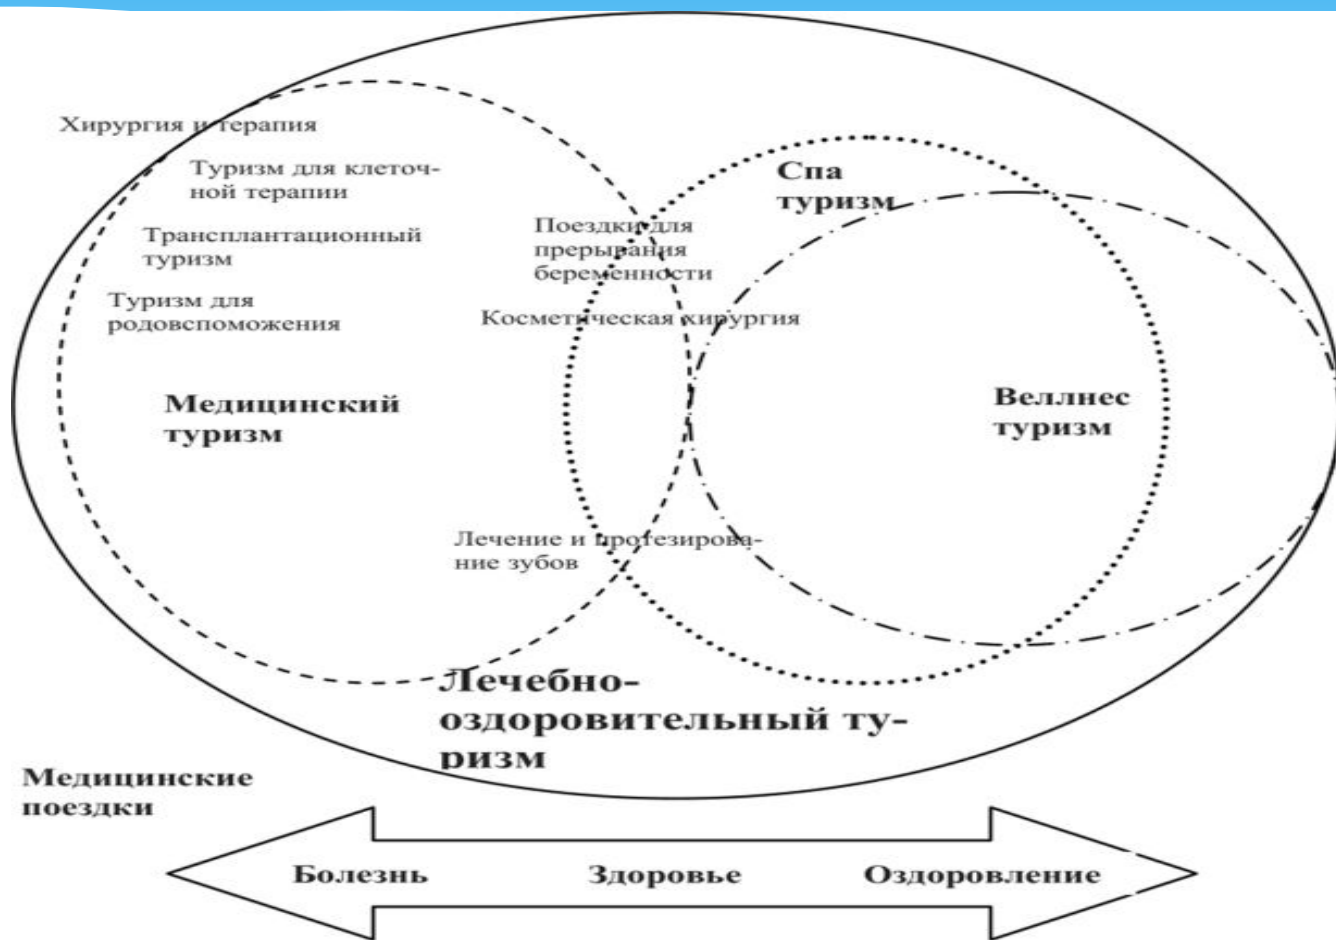 Хирургия и терапия
Туризм для клеточ-
ной терапии
Трансплантационный
туризм
Туризм для
родовспоможения
Медицинский
туризм
Поездки для
прерывания
беременности
Косметическая хирургия
Спа
туризм
Веллнес
туризм
Лечение и протезирова-
ние зубов
Лечебно-
оздоровительный ту-
ризм
Медицинские
поездки
Болезнь
Здоровье
Оздоровление